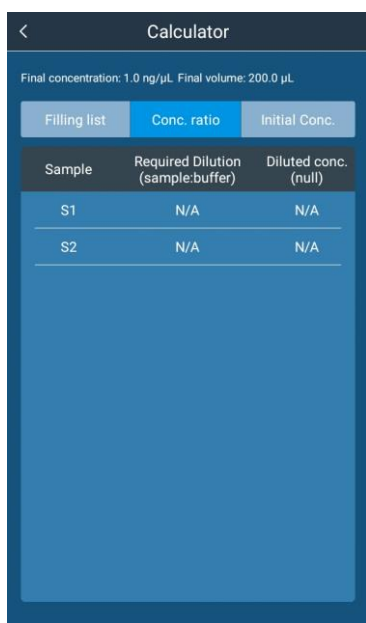 Calculator
Final concentration: 1.0 ng/µL Final volume: 200.0 µL
Filling list Conc. ratio Initial Conc.
Sample Required Dilution (sample:buffer) Diluted conc. (null)
S1 N/A N/A
S2 N/A N/A